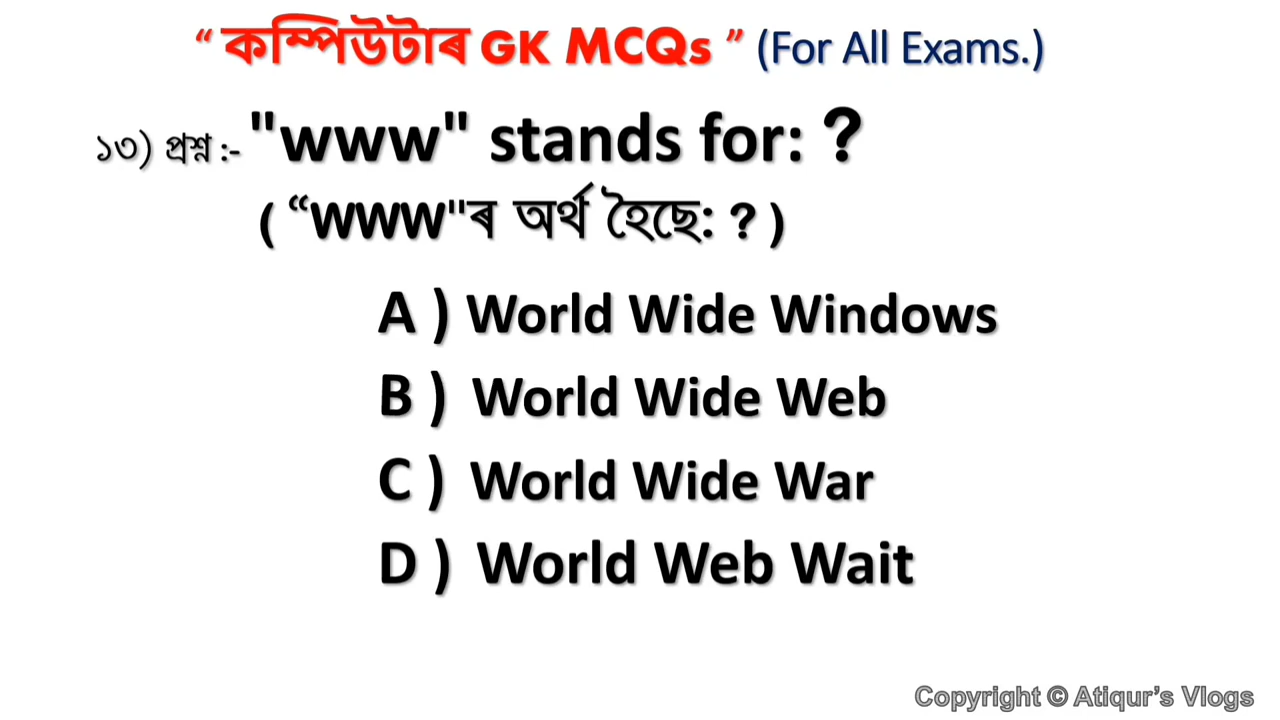 “ কম্পিউটাৰ GK MCQs ” (For All Exams.)
১৩) প্রশ্ন :- "www" stands for: ?
( “WWW"ৰ অৰ্থ হৈছে: ? )
A ) World Wide Windows
B ) World Wide Web
C ) World Wide War
D ) World Web Wait
Copyright © Atiqur’s Vlogs